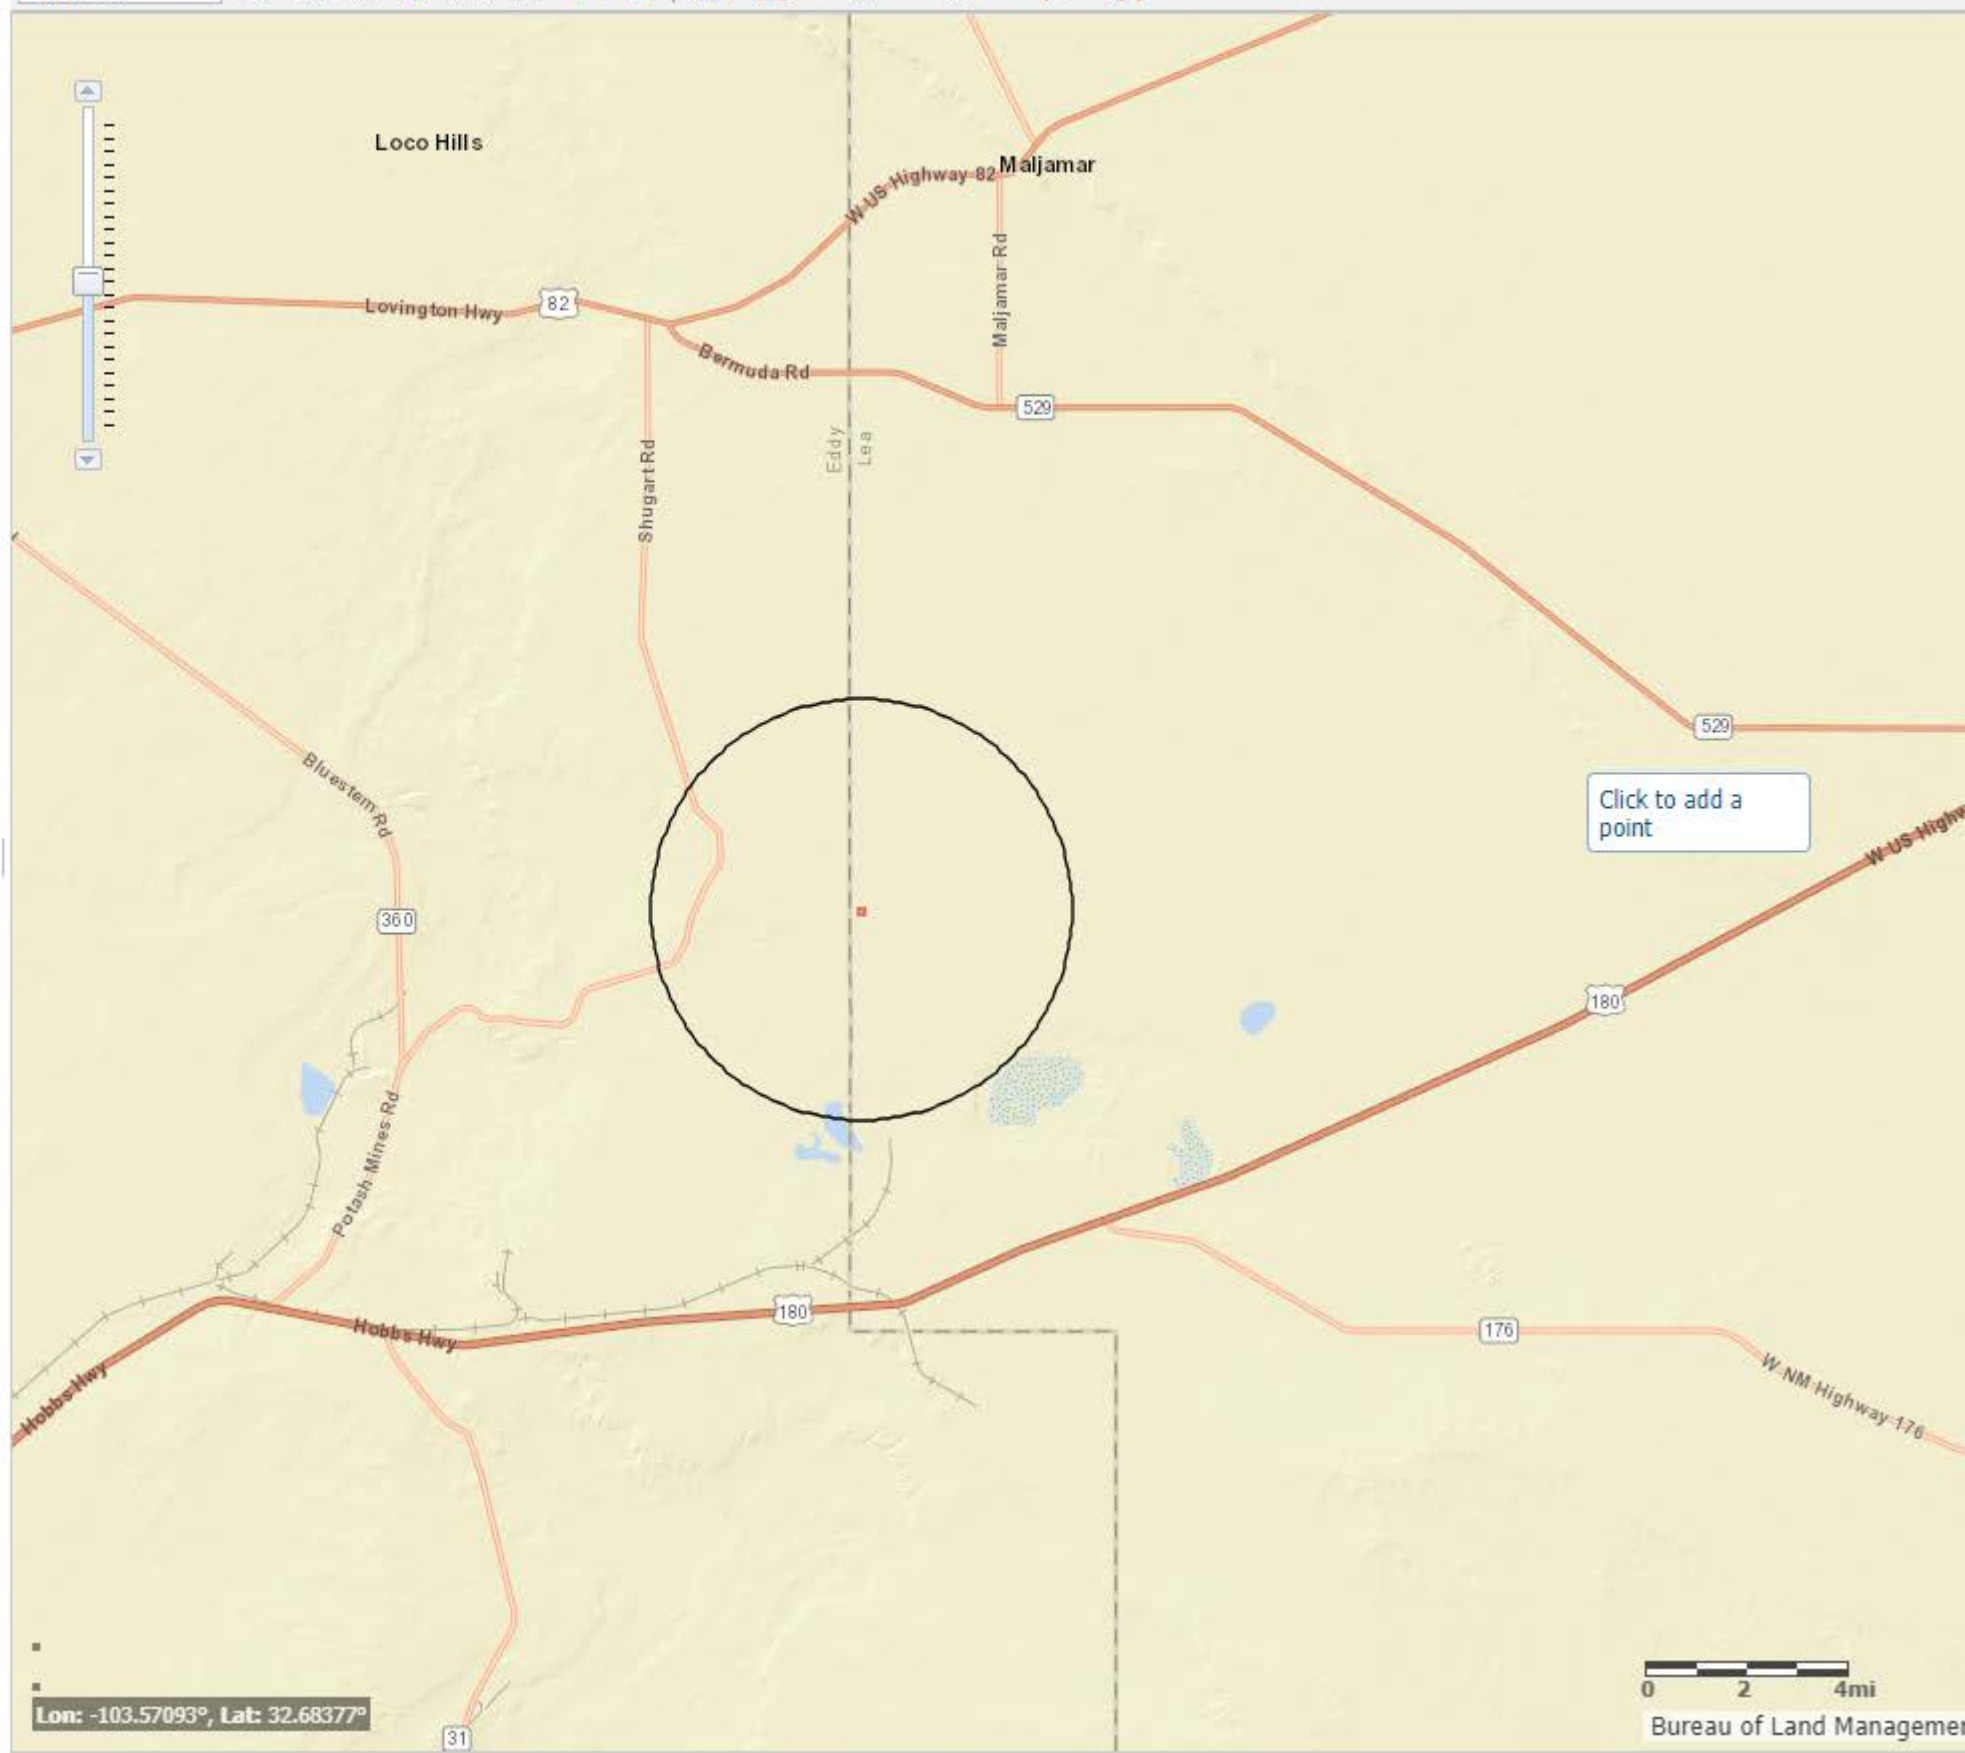 Loco Hills
Maljamar
W US Highway 82
Maljamar Rd
Lovington Hwy
82
Bermuda Rd
529
Eddy
Lea
Shugart Rd
529
Click to add a
point
Bluestem Rd
W US Highw
360
180
Potash Mines Rd
180
Hobbs Hwy
176
Hobbs Hwy
W NM Highway 176
0 2 4mi
Lon: -103.57093°, Lat: 32.68377°
Bureau of Land Managemen
31